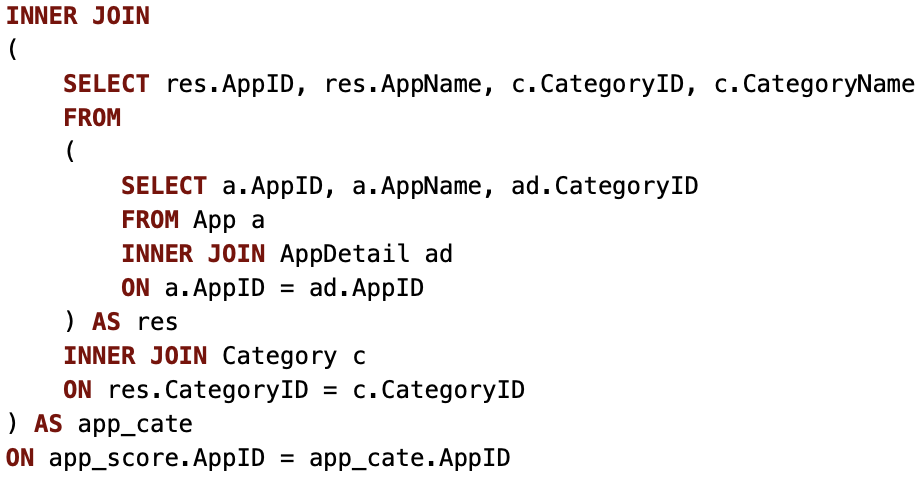 INNER JOIN
(
    SELECT res.AppID, res.AppName, c.CategoryID, c.CategoryName
    FROM
    (
        SELECT a.AppID, a.AppName, ad.CategoryID
        FROM App a
        INNER JOIN AppDetail ad
        ON a.AppID = ad.AppID
    ) AS res
    INNER JOIN Category c
    ON res.CategoryID = c.CategoryID
) AS app_cate
ON app_score.AppID = app_cate.AppID